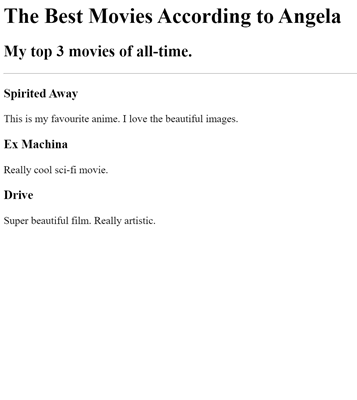 The Best Movies According to Angela
My top 3 movies of all-time.
Spirited Away
This is my favourite anime. I love the beautiful images.
Ex Machina
Really cool sci-fi movie.
Drive
Super beautiful film. Really artistic.